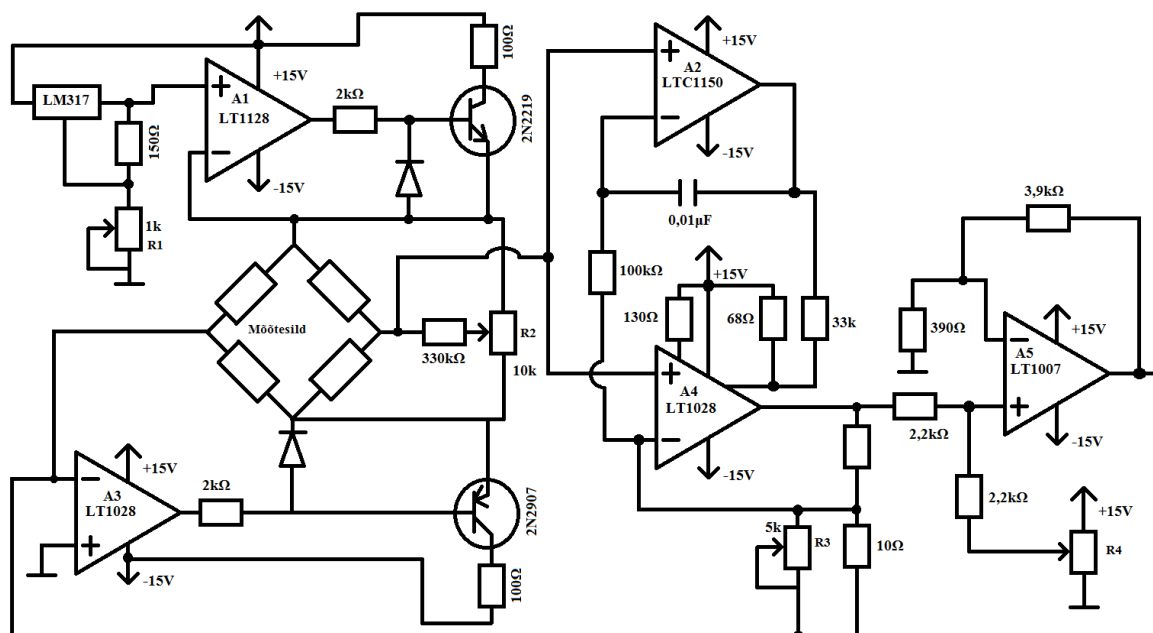 +15V
100Ω
LM317
A1
LT1128
2kΩ
2N2219
150Ω
-15V
1k
R1
Mõõtesild
330kΩ
R2
10k
A3
LT1028
+15V
2kΩ
2N2907
-15V
100Ω
A2
LTC1150
+15V
-15V
0,01µF
100kΩ
+15V
130Ω
68Ω
33k
A4
LT1028
-15V
5k
R3
10Ω
3,9kΩ
390Ω
+15V
A5
LT1007
-15V
2,2kΩ
2,2kΩ
+15V
R4